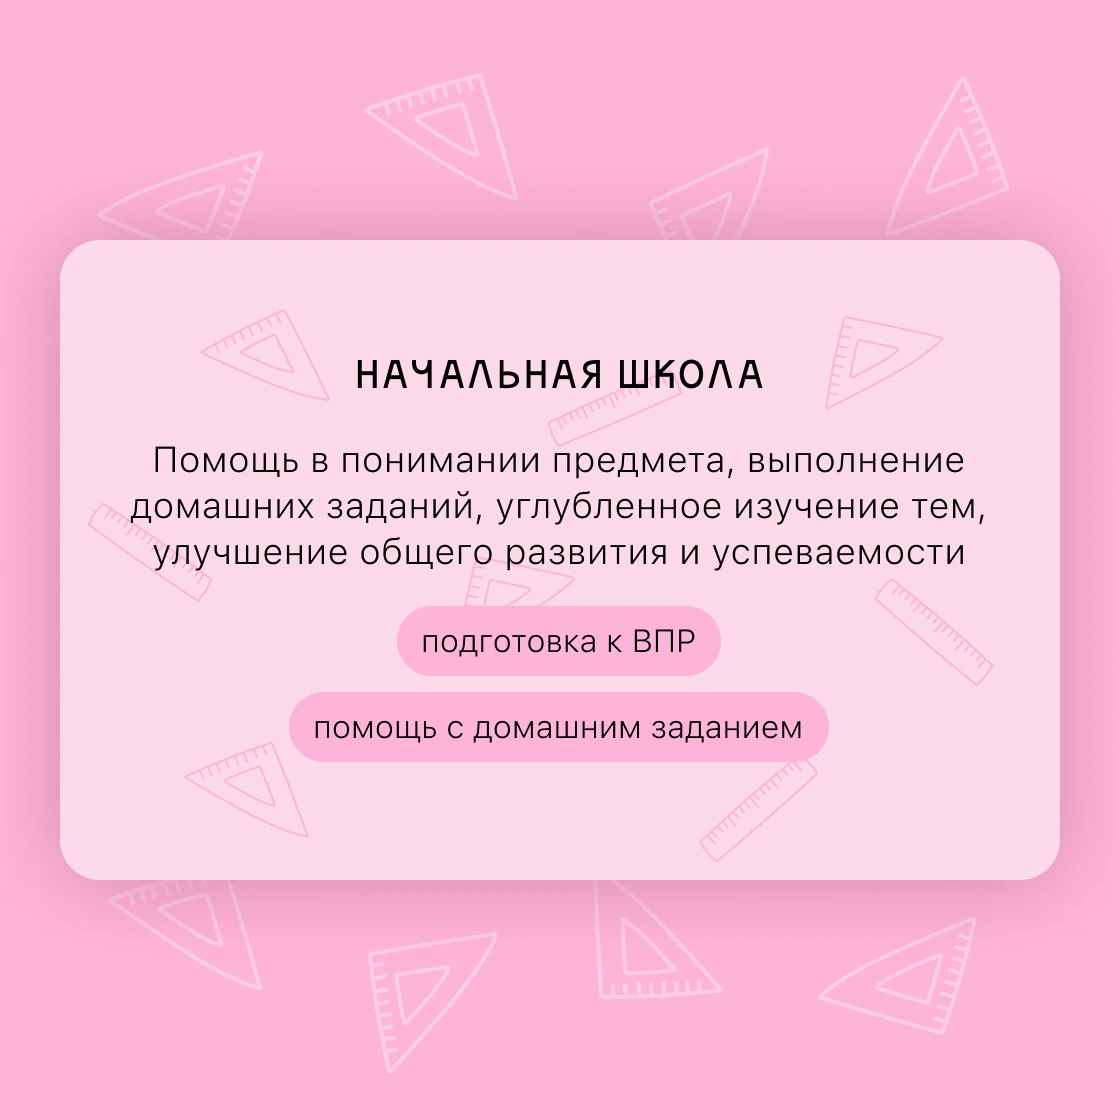 НАЧАЛЬНАЯ ШКОЛА
Помощь в понимании предмета, выполнение
домашних заданий, углубленное изучение тем,
улучшение общего развития и успеваемости
подготовка к ВПР
помощь с домашним заданием